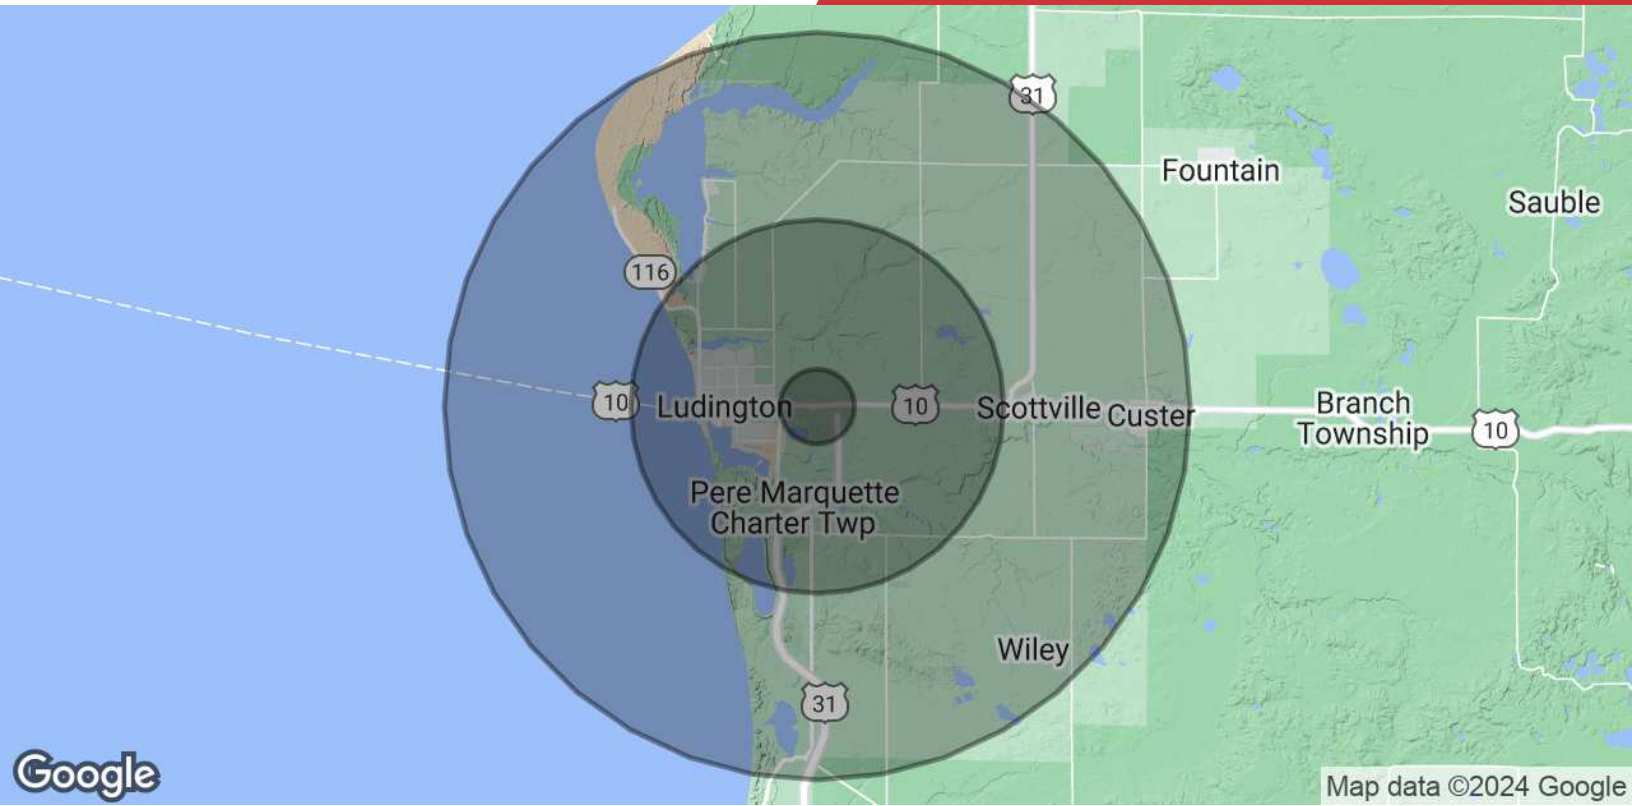 31
Fountain
Sauble
116
10
Ludington
10
Scottville
Custer
Branch
Township
10
Pere Marquette
Charter Twp
Wiley
31
Google
Map data ©2024 Google